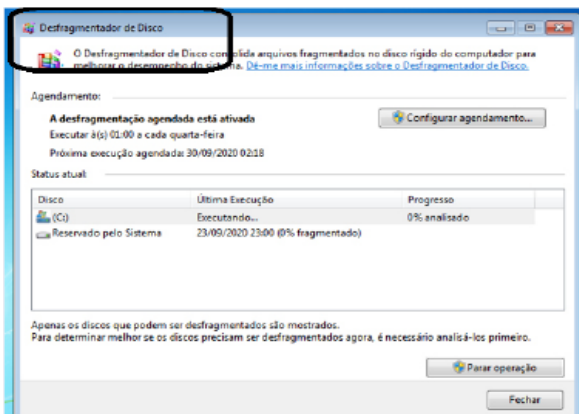 Desfragmentador de Disco
O Desfragmentador de Disco consolida arquivos fragmentados no disco rígido do computador para
melhorar o desempenho do sistema. Dê-me mais informações sobre o Desfragmentador de Disco.
Agendamento:
A desfragmentação agendada está ativada
Configurar agendamento...
Executar à(s) 01:00 a cada quarta-feira
Próxima execução agendada: 30/09/2020 02:18
Status atual:
Disco Última Execução Progresso
(C:) Executando... 0% analisado
Reservado pelo Sistema 23/09/2020 23:00 (0% fragmentado)
Apenas os discos que podem ser desfragmentados são mostrados.
Para determinar melhor se os discos precisam ser desfragmentados agora, é necessário analisá-los primeiro.
Parar operação
Fechar